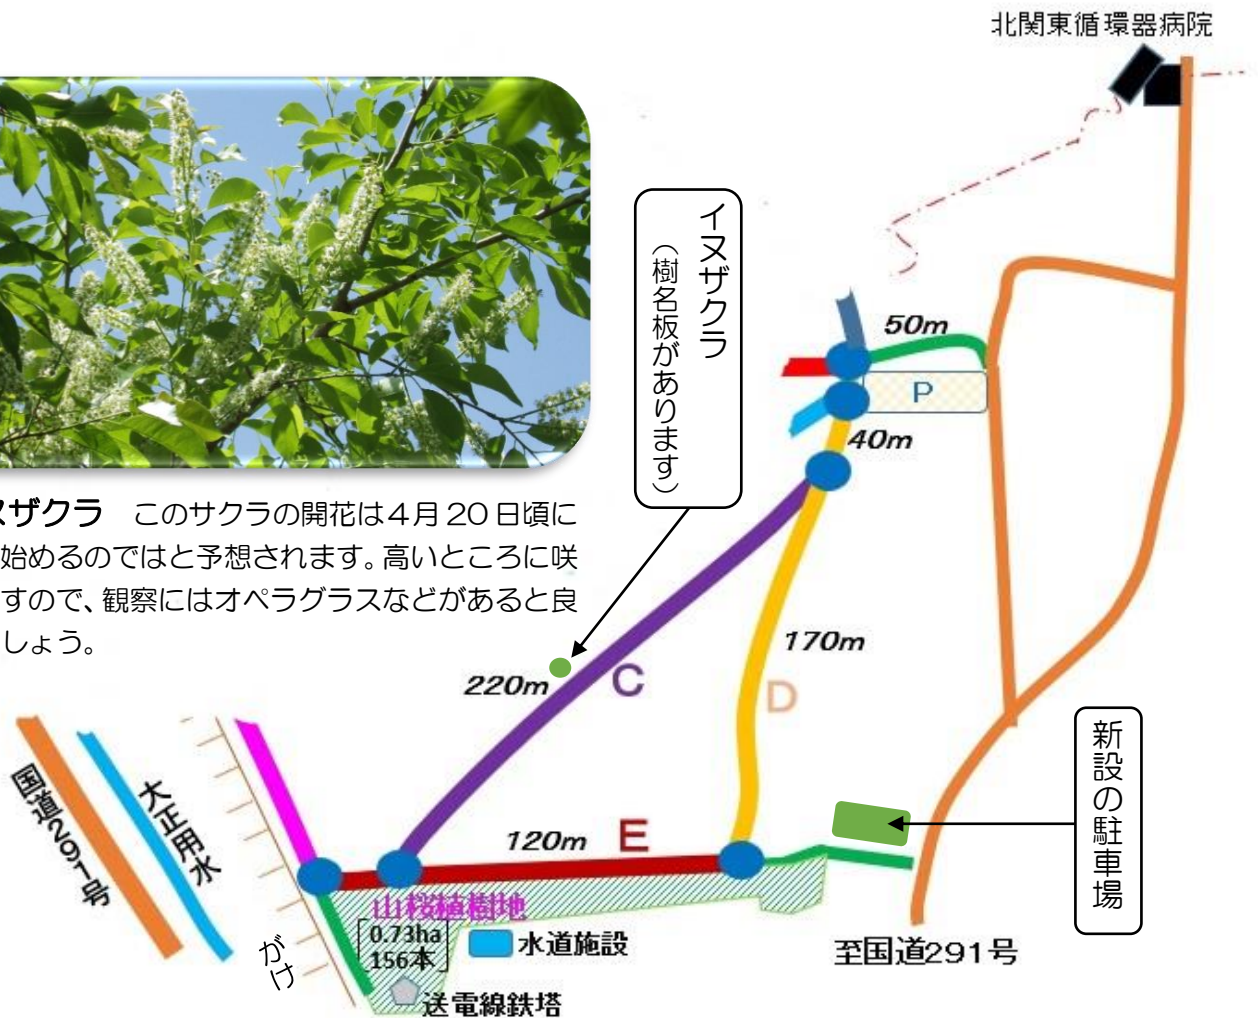 北関東循環器病院
イヌザクラ
（樹名板があります）
50m
P
40m
ヌザクラ　このサクラの開花は４月20日頃に
始めるのではと予想されます。高いところに咲
すので、観察にはオペラグラスなどがあると良
しょう。
170m
220m
C
D
新設の駐車場
国道291号
大正用水
がけ
120m
E
山桜植樹地
0.73ha
156本
水道施設
送電線鉄塔
至国道291号